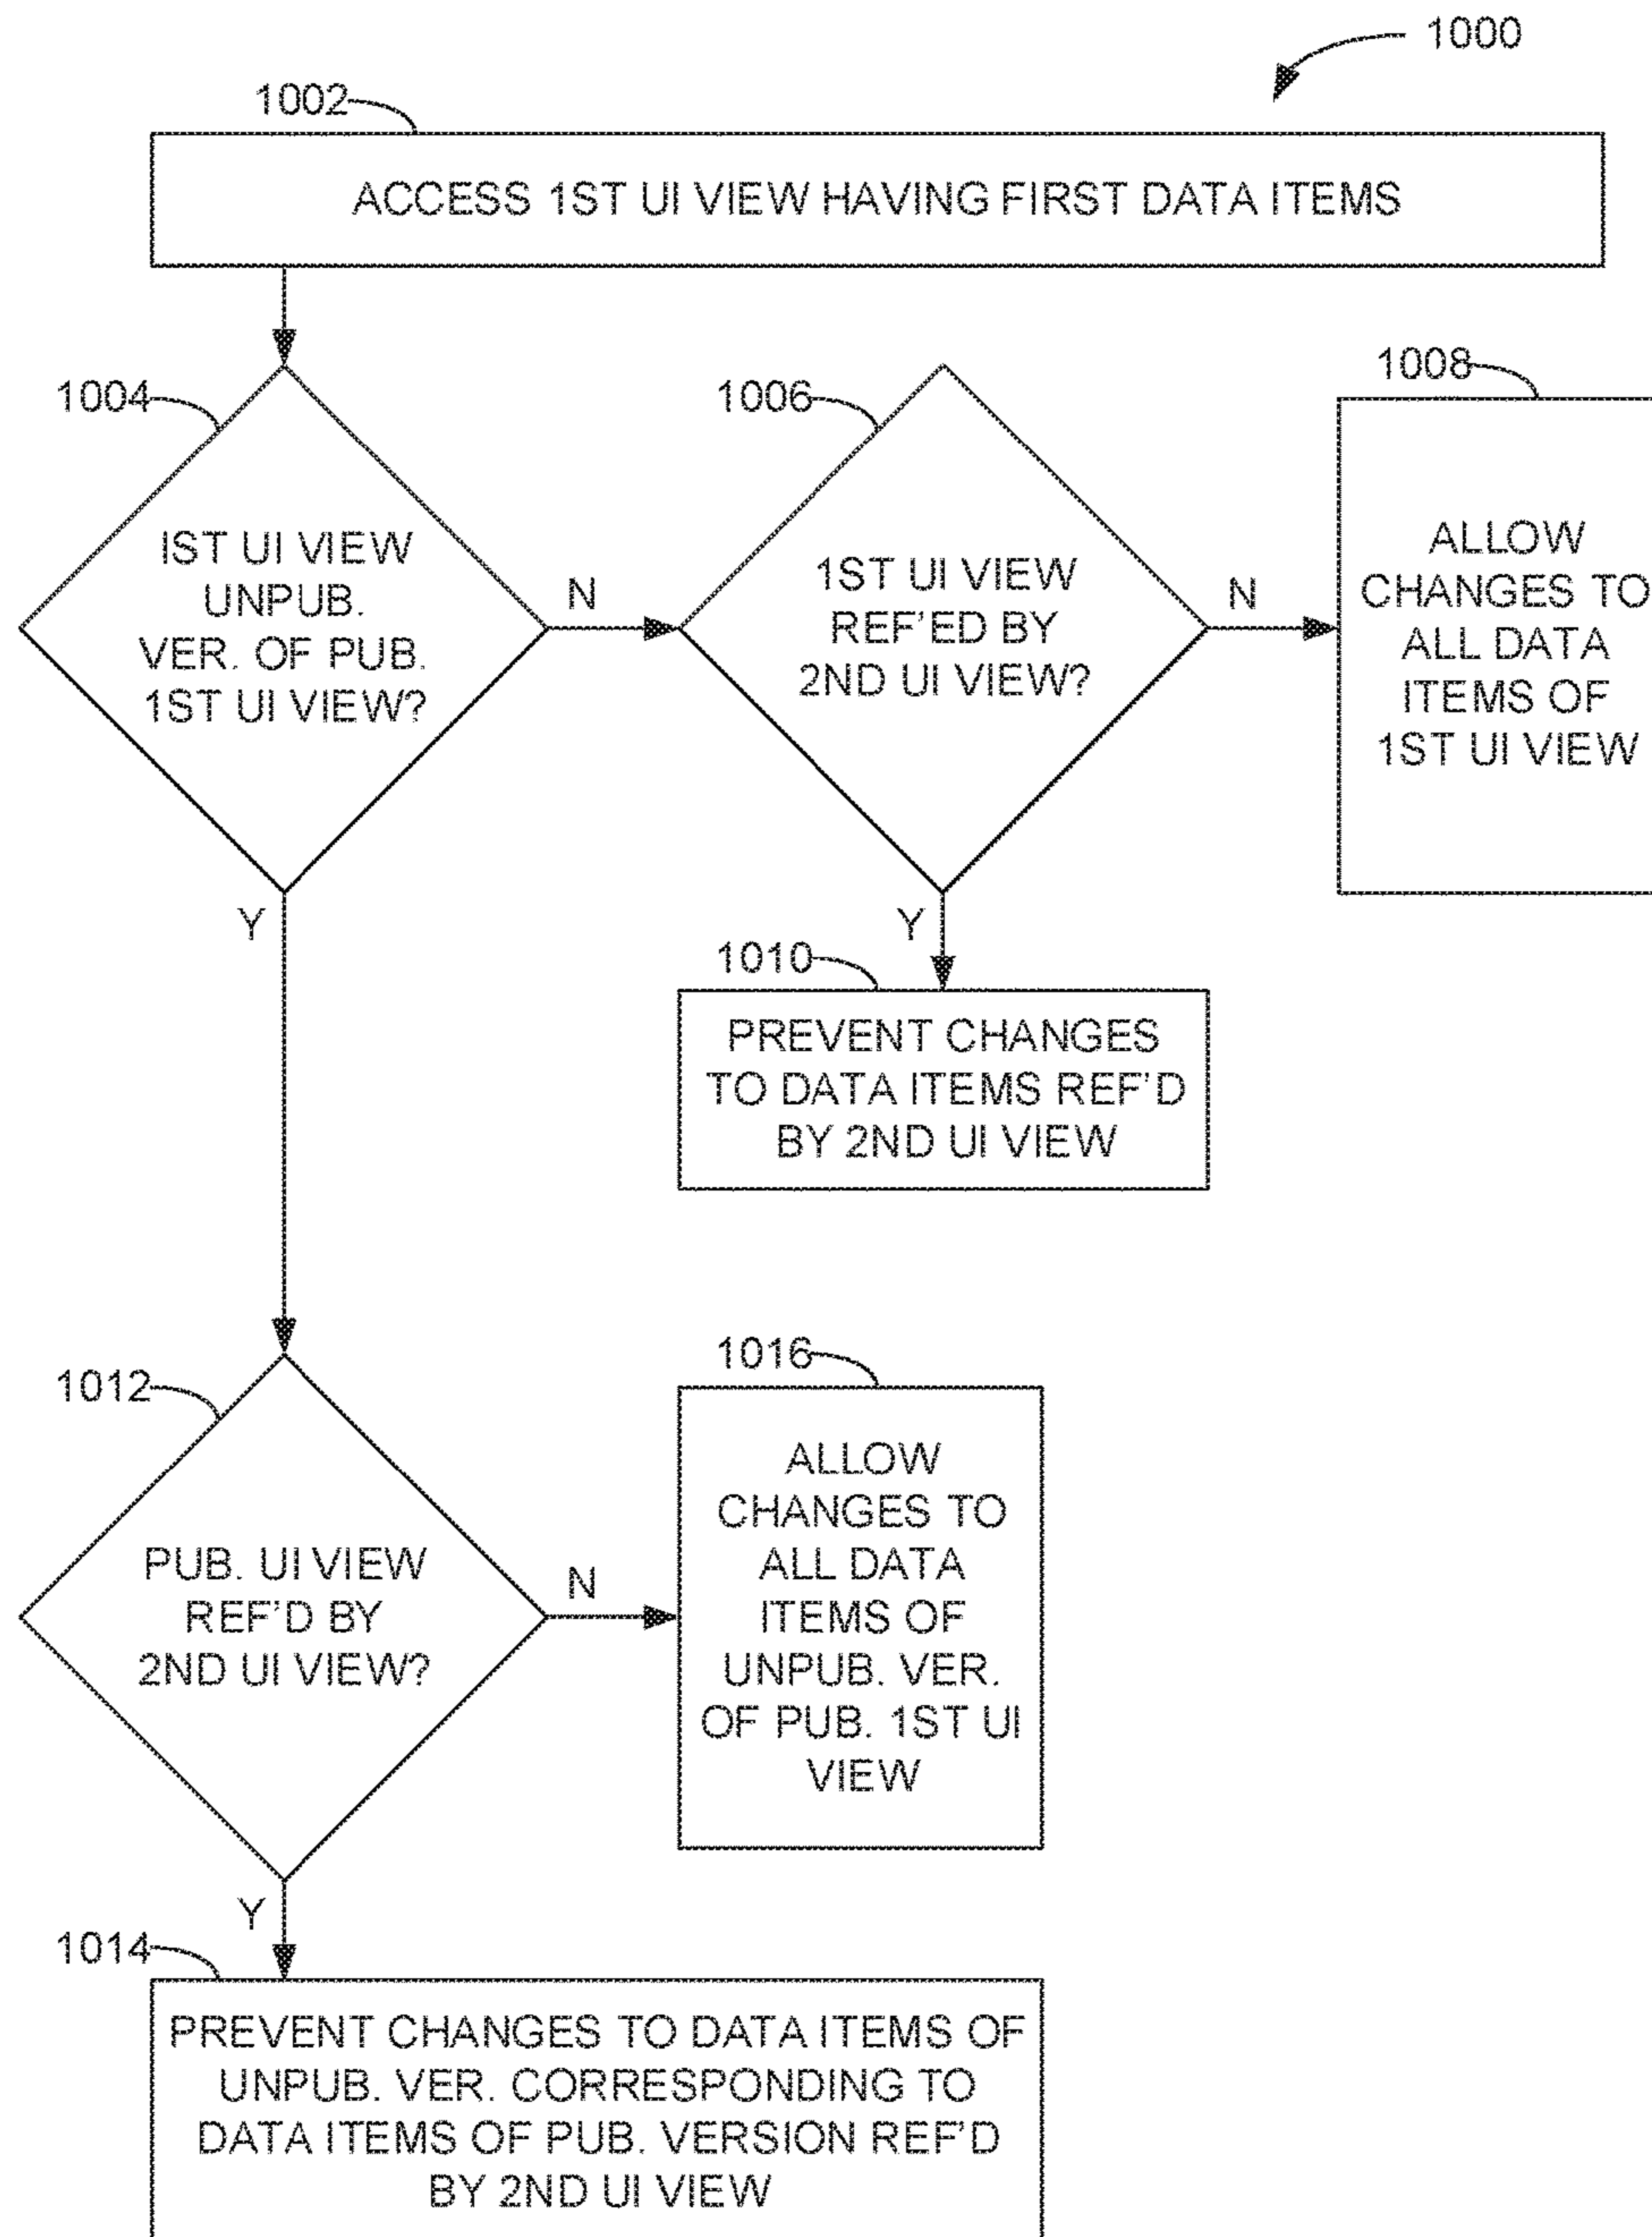 1000
1002
ACCESS 1ST UI VIEW HAVING FIRST DATA ITEMS
1004
IST UI VIEW
UNPUB.
VER. OF PUB.
1ST UI VIEW?
N
Y
1006
1ST UI VIEW
REF'ED BY
2ND UI VIEW?
N
Y
1008
ALLOW
CHANGES TO
ALL DATA
ITEMS OF
1ST UI VIEW
1010
PREVENT CHANGES
TO DATA ITEMS REF'D
BY 2ND UI VIEW
1012
PUB. UI VIEW
REF'D BY
2ND UI VIEW?
N
Y
1016
ALLOW
CHANGES TO
ALL DATA
ITEMS OF
UNPUB. VER.
OF PUB. 1ST UI
VIEW
1014
PREVENT CHANGES TO DATA ITEMS OF
UNPUB. VER. CORRESPONDING TO
DATA ITEMS OF PUB. VERSION REF'D
BY 2ND UI VIEW